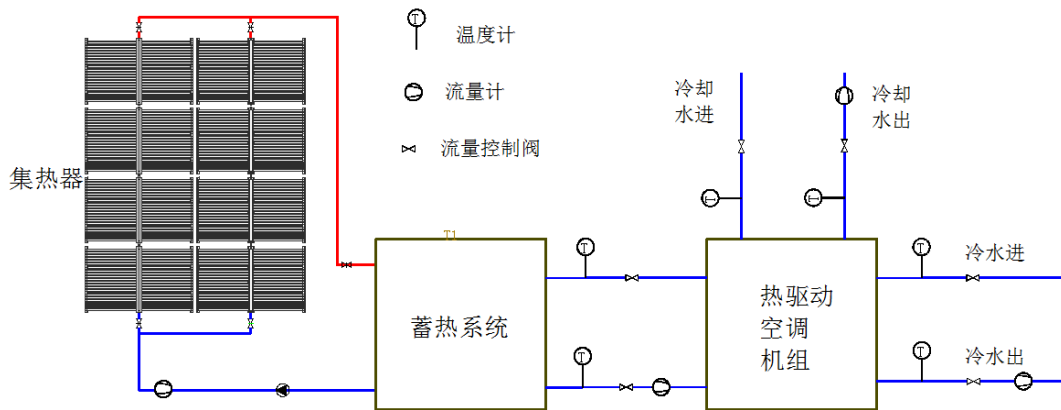 T
温度计
流量计
流量控制阀
集热器
冷却
水进
冷却
水出
T
T
T1
T
T
冷水进
蓄热系统
热驱动
空调
机组
T
T
冷水出